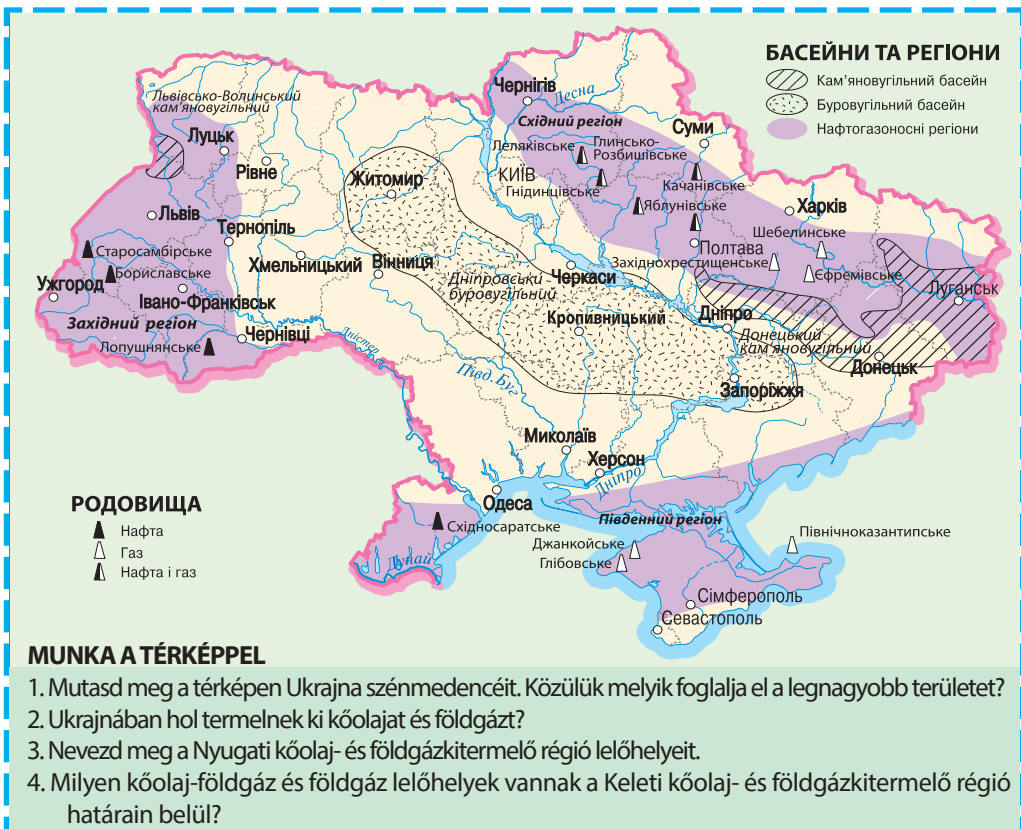 БАСЕЙНИ ТА РЕГІОНИ
Кам’яновугільний басейн
Буровугільний басейн
Нафтогазоносні регіони
Чернігів
Десна
Львівсько-Волинський
кам’яновугільний
Східний регіон
Суми
Луцьк
Леляківське
Глинсько-
Розбишівське
Рівне
КИЇВ
Житомир
Гнідинцівське
Качанівське
Яблунівське
Харків
Львів
Тернопіль
Шебелинське
Полтава
Старосамбірське
Хмельницький
Вінниця
Західнохрестищенське
Бориславське
Дніпровськи
буровугільний
Черкаси
Єфремівське
Ужгород
Луганськ
Івано-Франківськ
Кропивницький
Дніпро
Західний регіон
Чернівці
Дністер
Донецький
кам’яновугільний
Лопушнянське
Донецьк
Півд. Буг
Запоріжжя
Миколаїв
Херсон
Дніпро
Одеса
РОДОВИЩА
Нафта
Газ
Нафта і газ
Східносаратське
Південний регіон
Північноказантипське
Джанкойське
Глібовське
Дунай
Сімферополь
Севастополь
MUNKA A TÉRKÉPPEL
1. Mutasd meg a térképen Ukrajna szénmedencéit. Közülük melyik foglalja el a legnagyobb területet?
2. Ukrajnában hol termelnek ki kőolajat és földgázt?
3. Nevezd meg a Nyugati kőolaj- és földgázkitermelő régió lelőhelyeit.
4. Milyen kőolaj-földgáz és földgáz lelőhelyek vannak a Keleti kőolaj- és földgázkitermelő régió
határain belül?